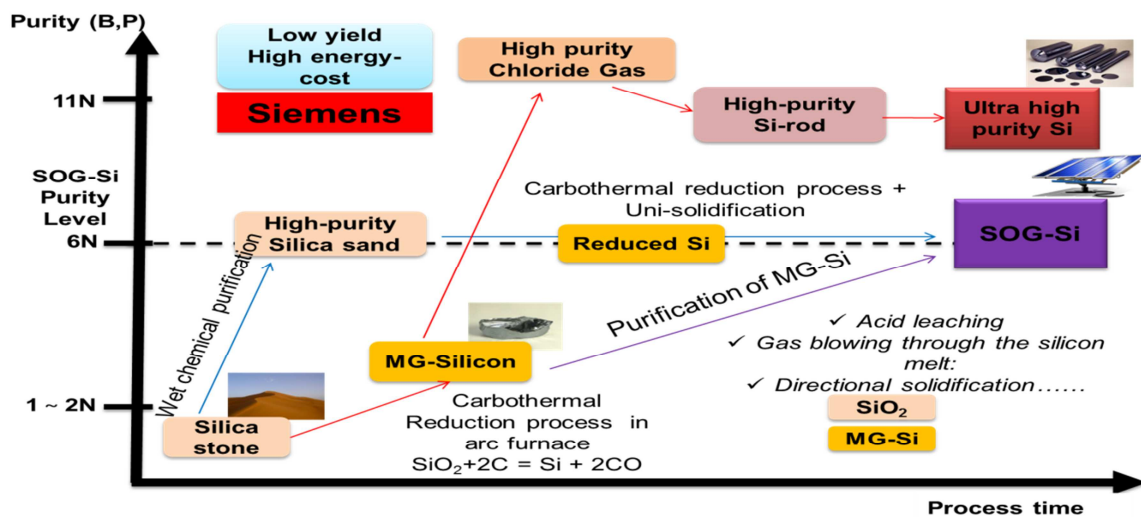 Purity (B,P)
Low yield
High energy-
cost
Siemens
High purity
Chloride Gas
11N
High-purity
Si-rod
Ultra high
purity Si
SOG-Si
Purity
Level
6N
High-purity
Silica sand
Carbothermal reduction process +
Uni-solidification
Reduced Si
SOG-Si
Wet chemical purification
Purification of MG-Si
MG-Silicon
1 ~ 2N
Silica
stone
Carbothermal
Reduction process in
arc furnace
SiO₂+2C = Si + 2CO
✓ Acid leaching
✓ Gas blowing through the silicon
melt:
✓ Directional solidification……
SiO₂
MG-Si
Process time